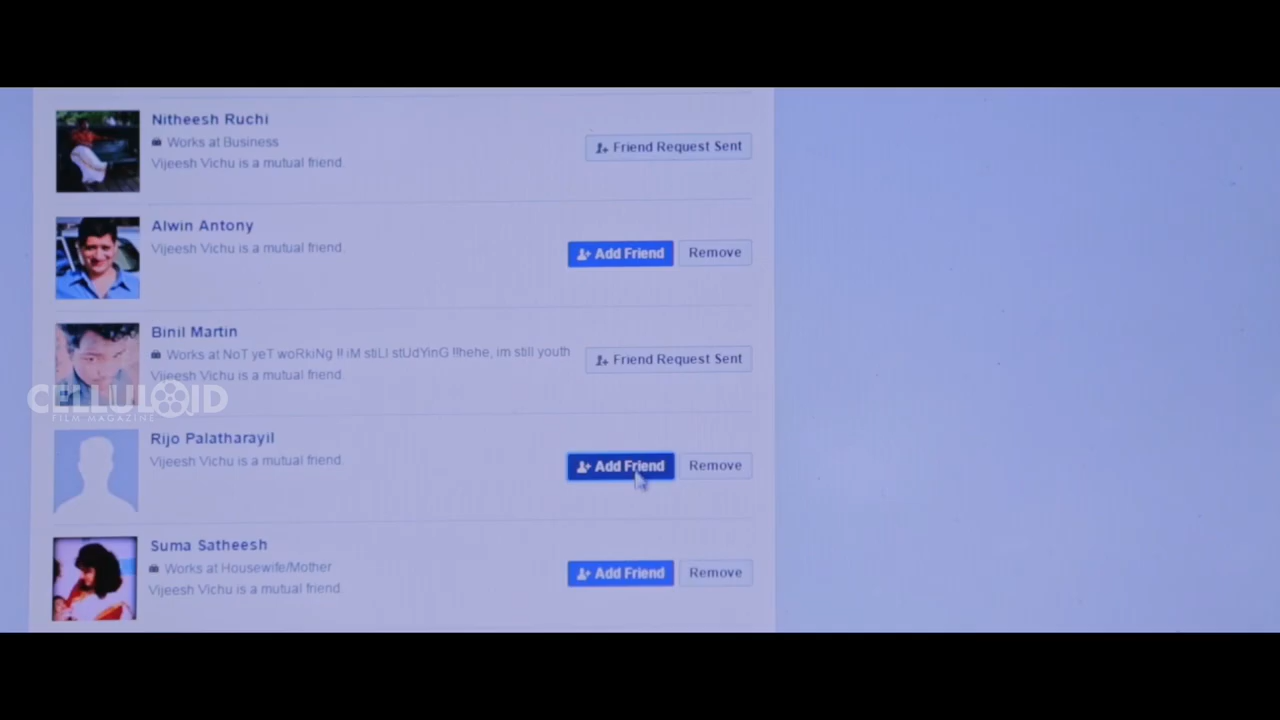 Nitheesh Ruchi
Works at Business
Vijeesh Vichu is a mutual friend.
Friend Request Sent
Alwin Antony
Vijeesh Vichu is a mutual friend.
Add Friend
Remove
Binil Martin
Works at NoT yeT woRkiNg !! iM stiLl stUdYinG !!hehe, im still youth
Vijeesh Vichu is a mutual friend.
Friend Request Sent
CELLULOID
FILM MAGAZINE
Rijo Palatharayil
Vijeesh Vichu is a mutual friend.
Add Friend
Remove
Suma Satheesh
Works at Housewife/Mother
Vijeesh Vichu is a mutual friend.
Add Friend
Remove